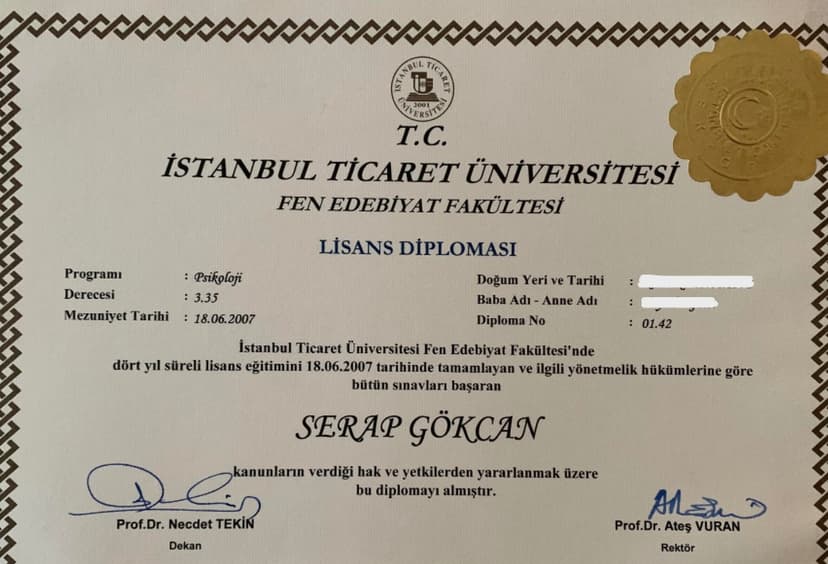 İSTANBUL TİCARET
ÜNİVERSİTESİ
2001
T.C.
İSTANBUL TİCARET ÜNİVERSİTESİ
FEN EDEBİYAT FAKÜLTESİ
LİSANS DİPLOMASI
Programı : Psikoloji
Derecesi : 3.35
Mezuniyet Tarihi : 18.06.2007
Doğum Yeri ve Tarihi :
Baba Adı - Anne Adı :
Diploma No : 01.42
İstanbul Ticaret Üniversitesi Fen Edebiyat Fakültesi'nde
dört yıl süreli lisans eğitimini 18.06.2007 tarihinde tamamlayan ve ilgili yönetmelik hükümlerine göre
bütün sınavları başaran
SERAP GÖKCAN
kanunların verdiği hak ve yetkilerden yararlanmak üzere
bu diplomayı almıştır.
Prof.Dr. Necdet TEKİN
Dekan
Prof.Dr. Ateş VURAN
Rektör